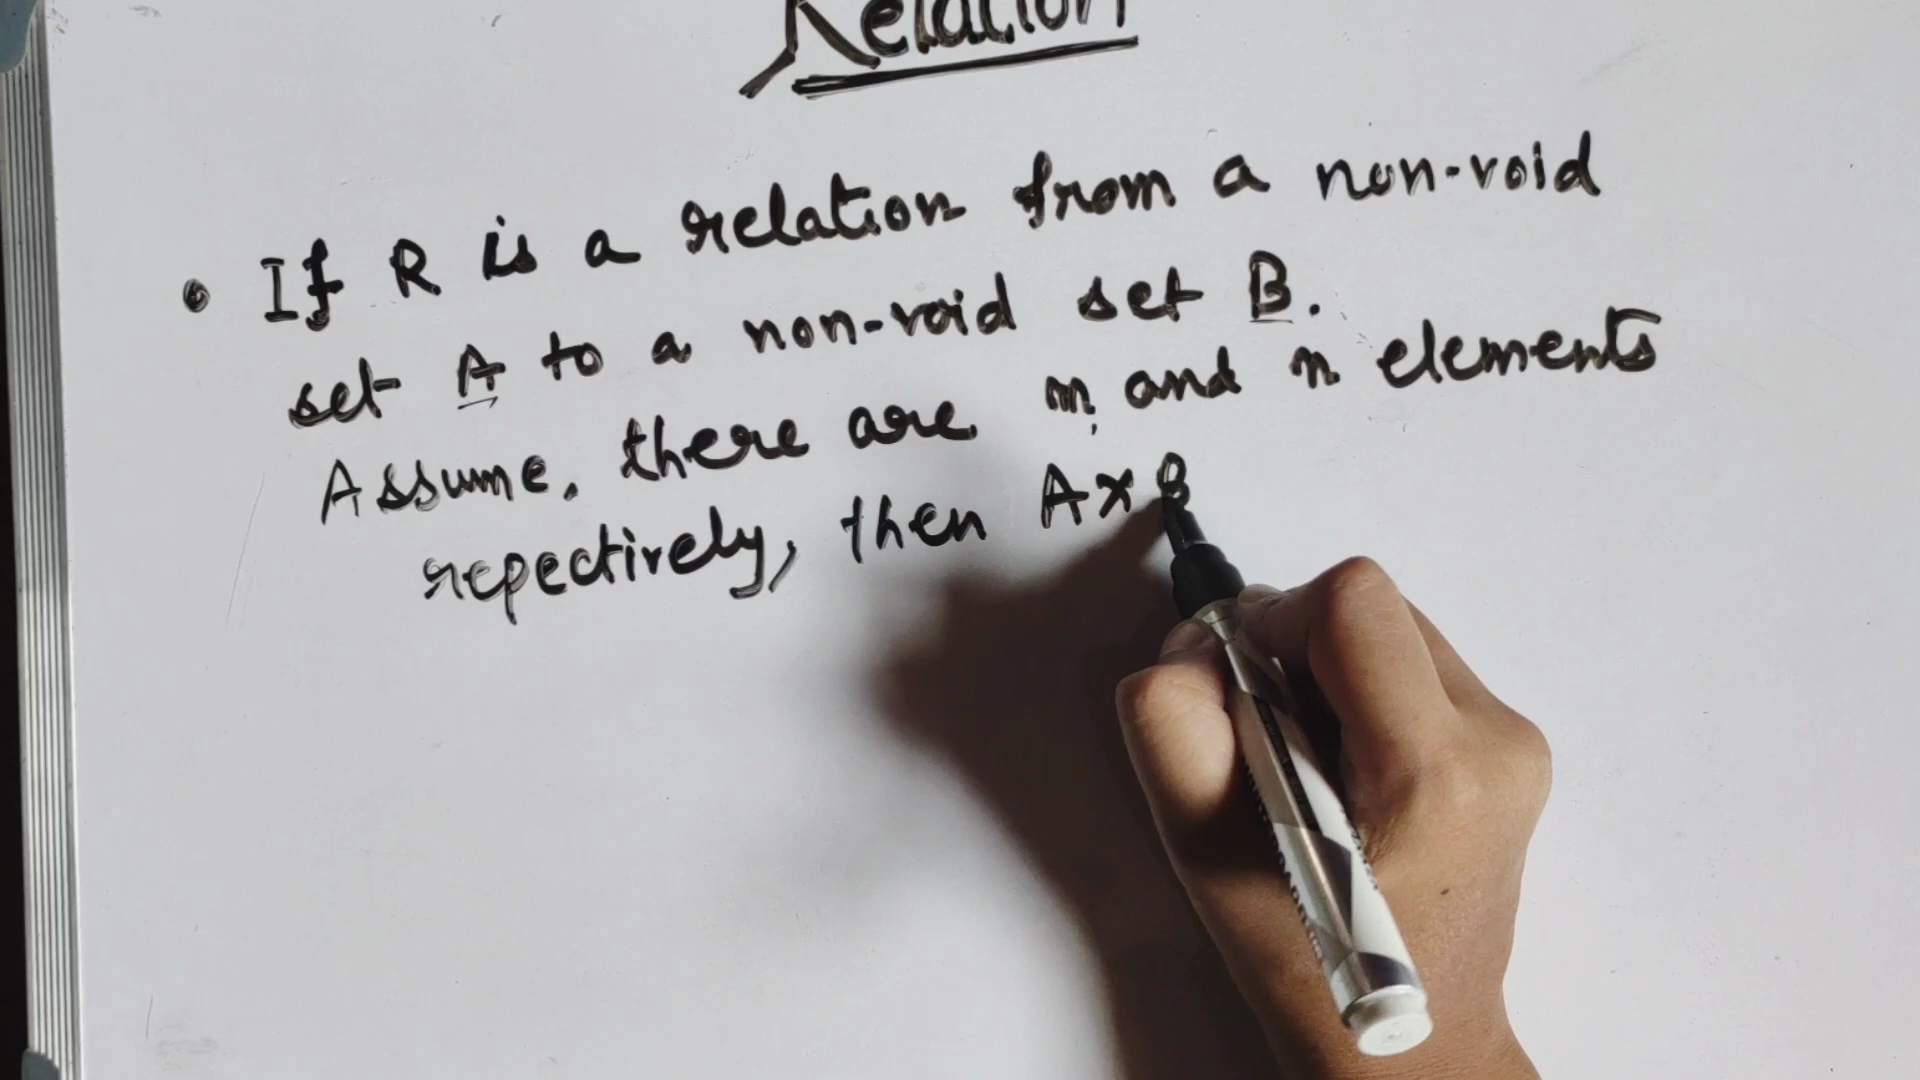 Relation
• If R is a relation from a non-void
set A to a non-void set B.
Assume, there are m and n elements
repectively, then A×B